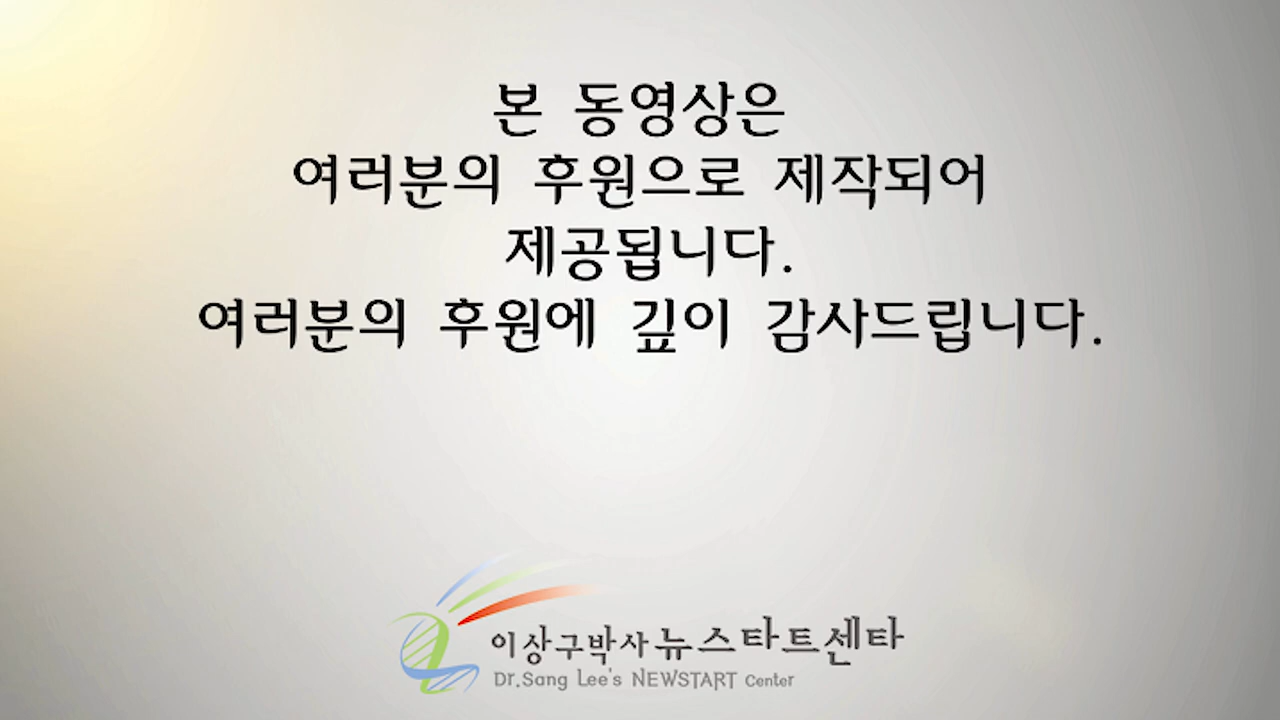 본 동영상은
여러분의 후원으로 제작되어
제공됩니다.
여러분의 후원에 깊이 감사드립니다.
이상구박사 뉴스타트센타
Dr.Sang Lee's NEWSTART Center